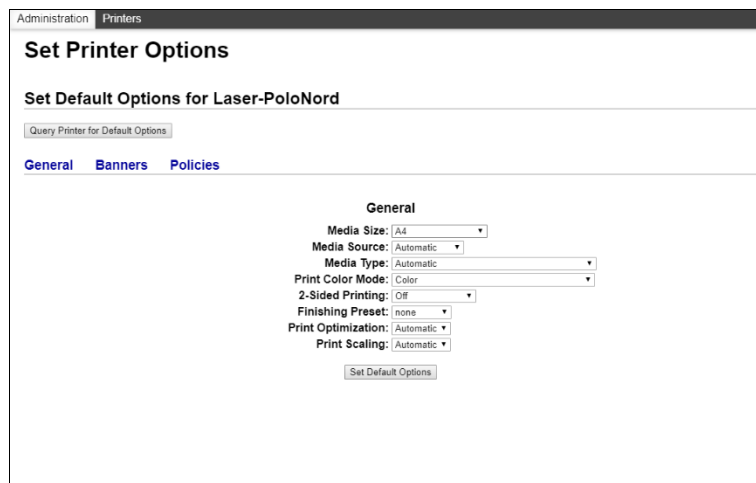 Administration Printers
Set Printer Options
Set Default Options for Laser-PoloNord
Query Printer for Default Options
General Banners Policies
General
Media Size: A4
Media Source: Automatic
Media Type: Automatic
Print Color Mode: Color
2-Sided Printing: Off
Finishing Preset: none
Print Optimization: Automatic
Print Scaling: Automatic
Set Default Options